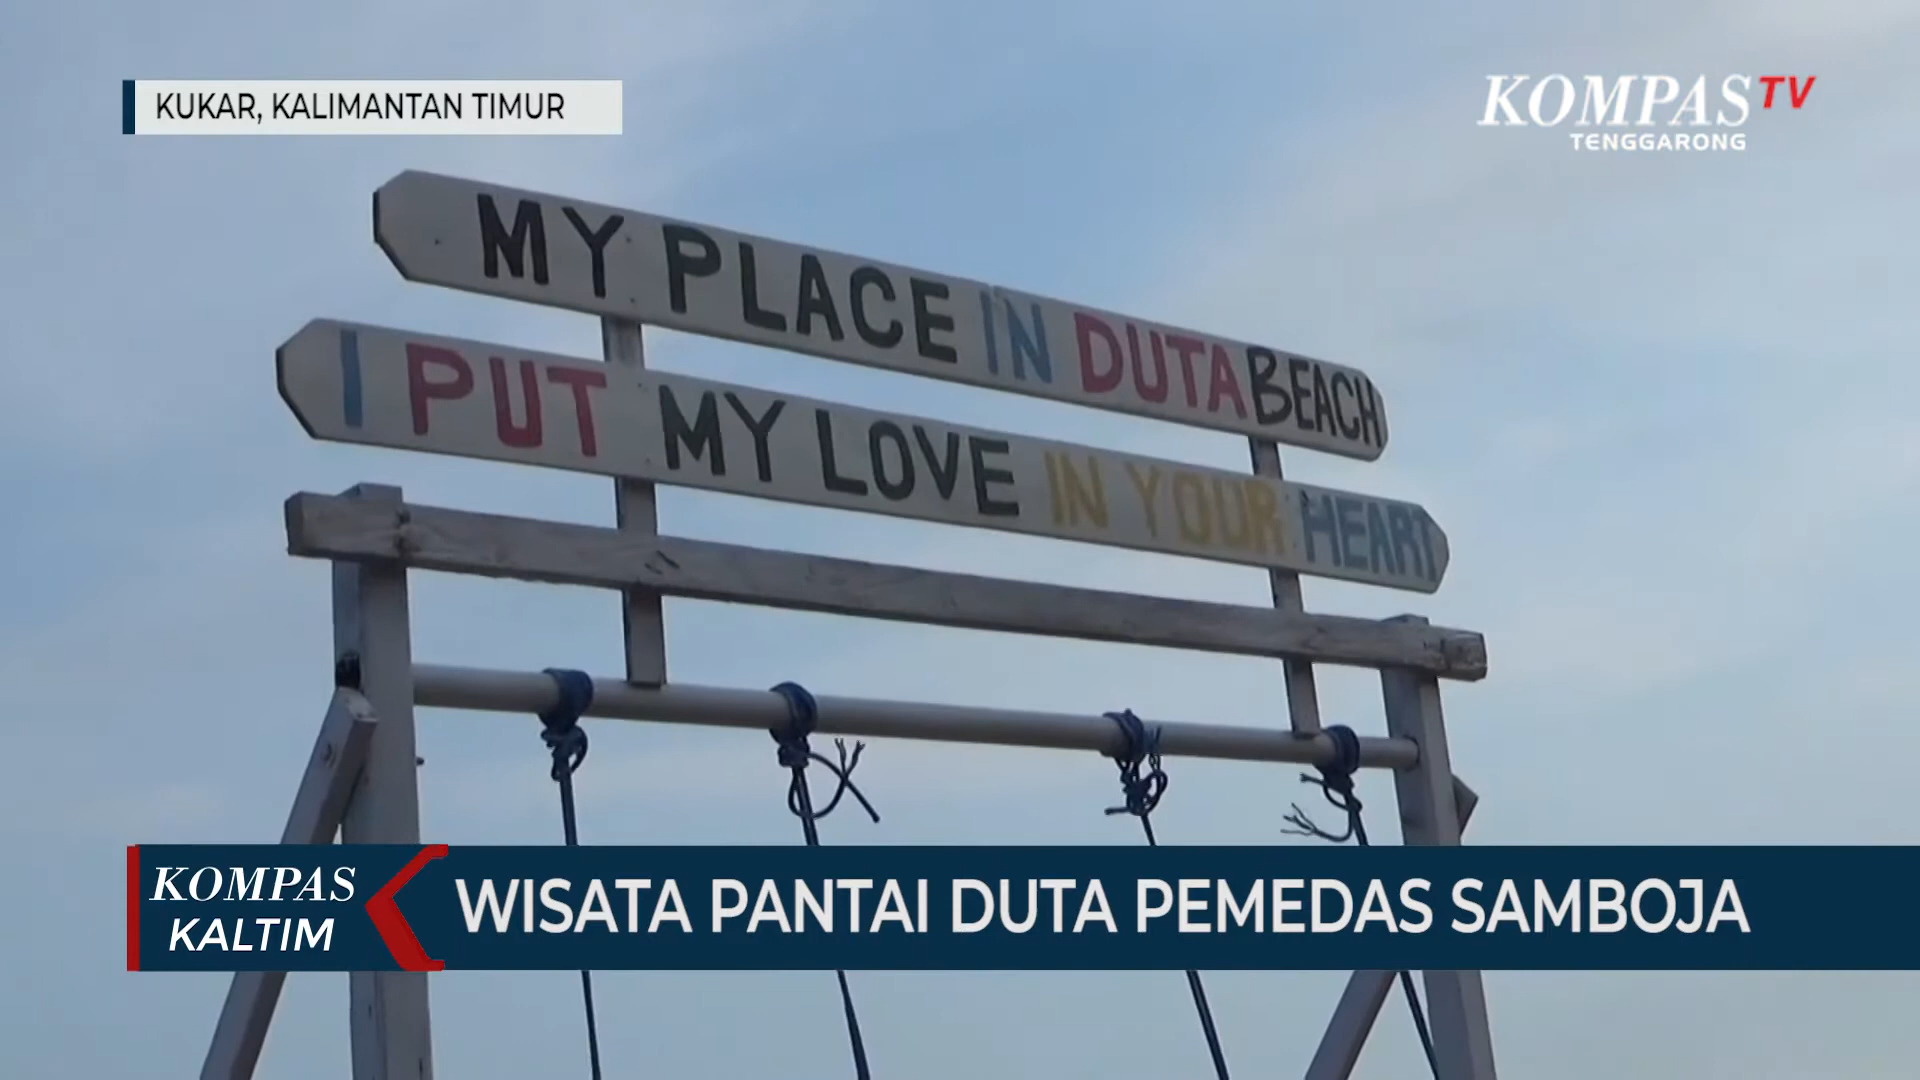 KUKAR, KALIMANTAN TIMUR
KOMPAS TV
TENGGARONG
MY PLACE IN DUTA BEACH
I PUT MY LOVE IN YOUR HEART
KOMPAS
KALTIM
WISATA PANTAI DUTA PEMEDAS SAMBOJA